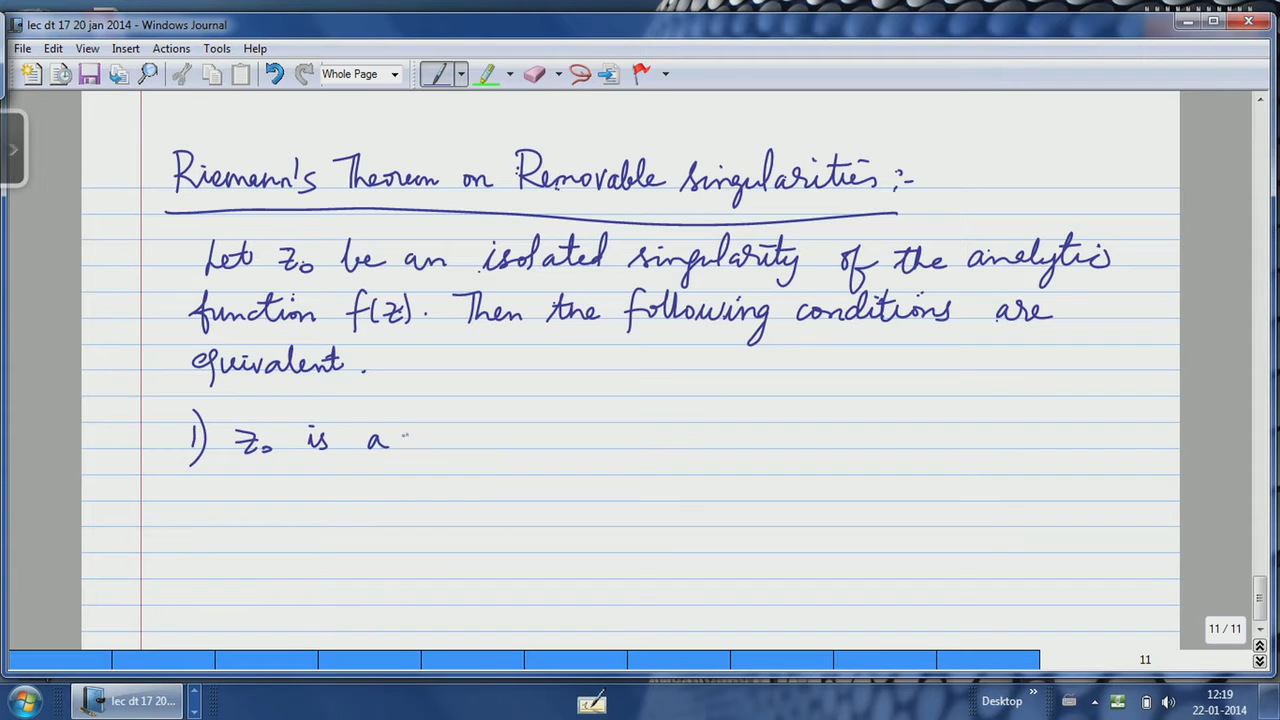 lec dt 17 20 jan 2014 - Windows Journal
File Edit View Insert Actions Tools Help
Whole Page
Riemann's Theorem on Removable singularities :-
Let z₀ be an isolated singularity of the analytic
function f(z). Then the following conditions are
equivalent.
1) z₀ is a
11 / 11
11
lec dt 17 20...
Desktop
12:19
22-01-2014